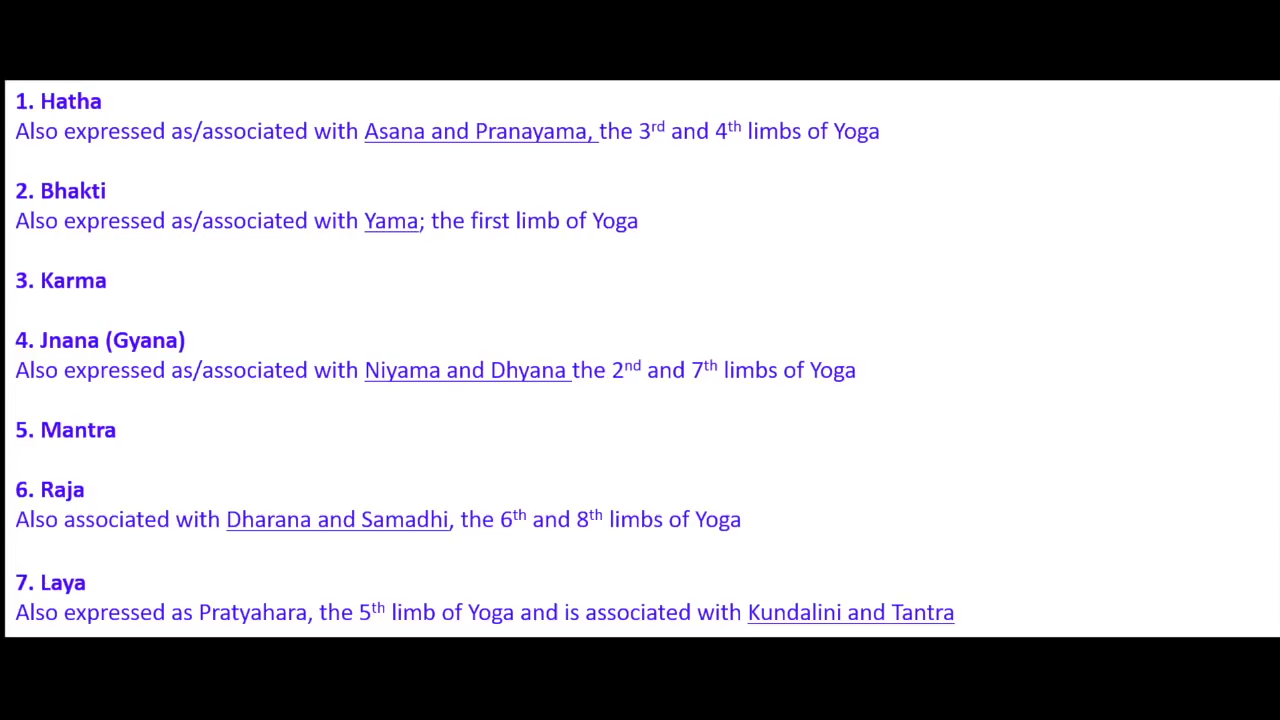 1. Hatha
Also expressed as/associated with Asana and Pranayama, the 3rd and 4th limbs of Yoga
2. Bhakti
Also expressed as/associated with Yama; the first limb of Yoga
3. Karma
4. Jnana (Gyana)
Also expressed as/associated with Niyama and Dhyana the 2nd and 7th limbs of Yoga
5. Mantra
6. Raja
Also associated with Dharana and Samadhi, the 6th and 8th limbs of Yoga
7. Laya
Also expressed as Pratyahara, the 5th limb of Yoga and is associated with Kundalini and Tantra